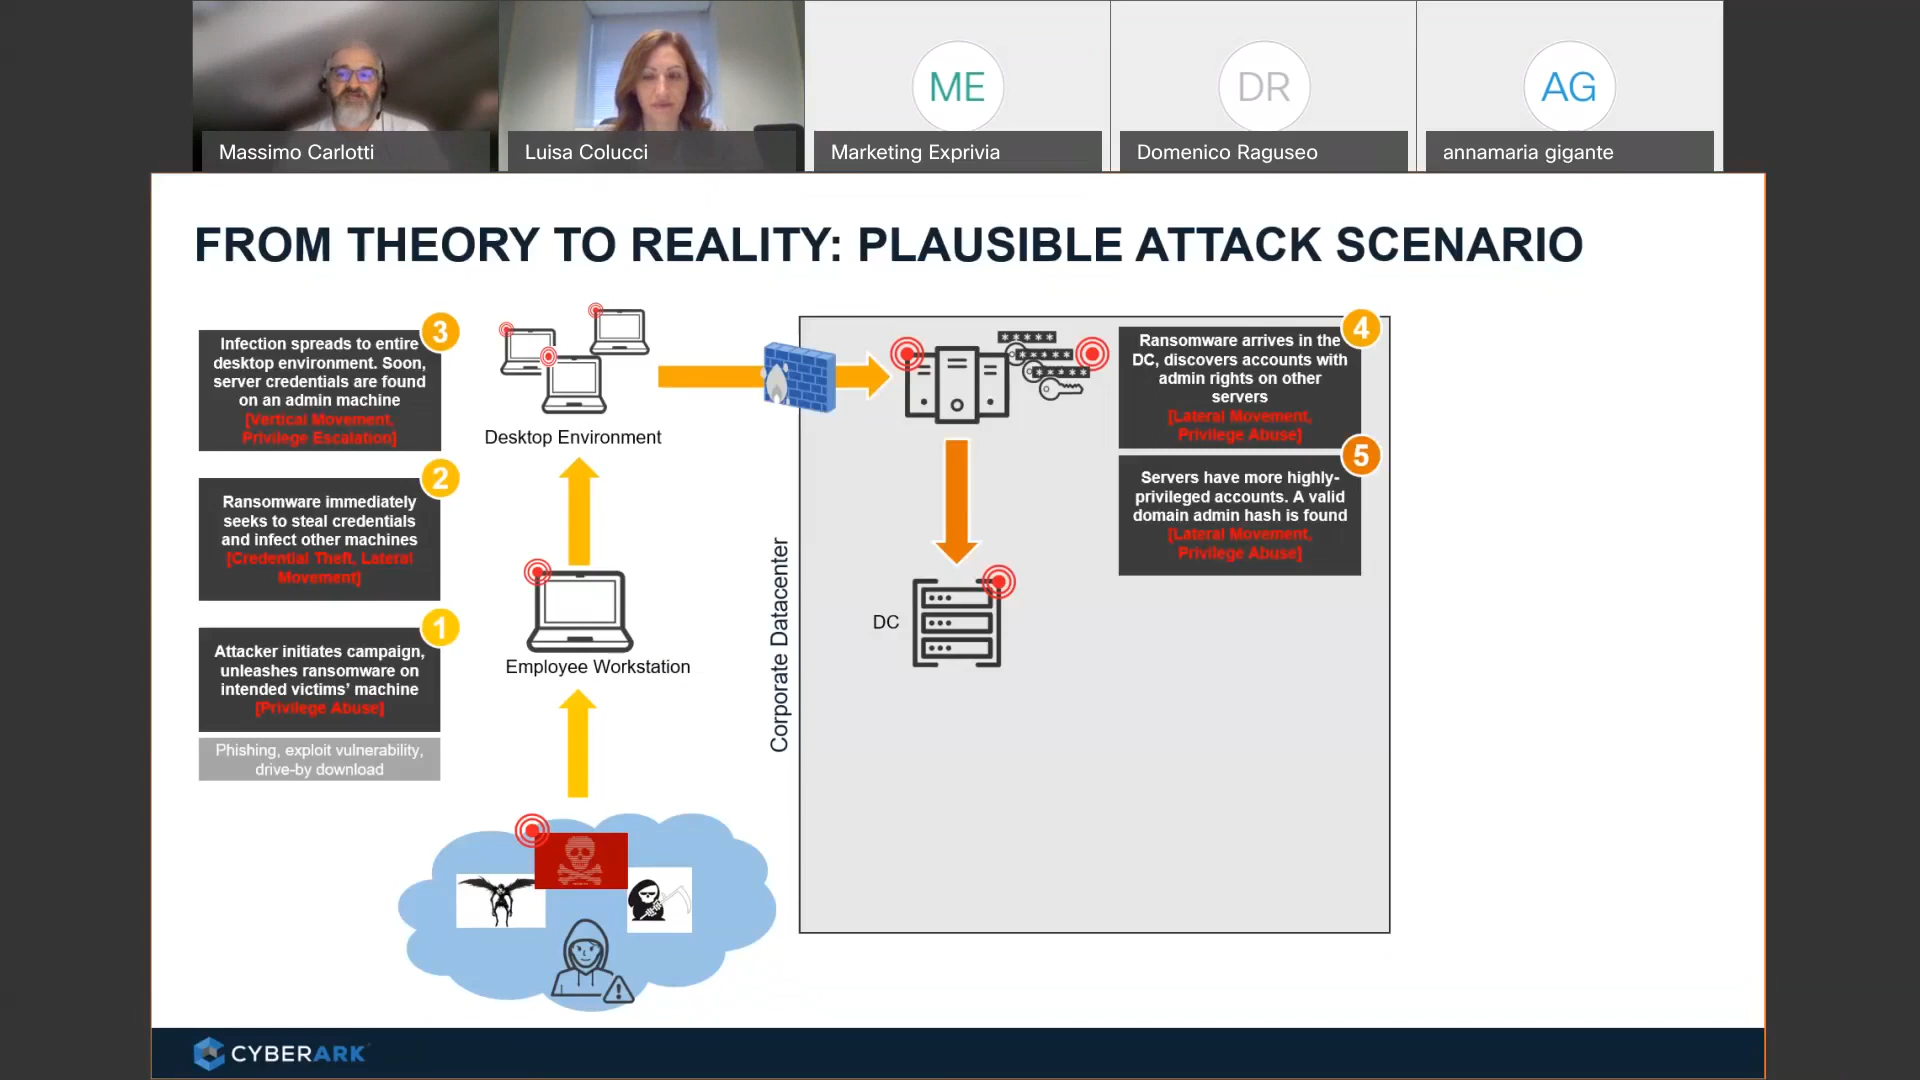 ME
DR
AG
Massimo Carlotti
Luisa Colucci
Marketing Exprivia
Domenico Raguseo
annamaria gigante
FROM THEORY TO REALITY: PLAUSIBLE ATTACK SCENARIO
3
Infection spreads to entire
desktop environment. Soon,
server credentials are found
on an admin machine
[Vertical Movement,
Privilege Escalation]
2
Ransomware immediately
seeks to steal credentials
and infect other machines
[Credential Theft, Lateral
Movement]
1
Attacker initiates campaign,
unleashes ransomware on
intended victims' machine
[Privilege Abuse]
Phishing, exploit vulnerability,
drive-by download
Desktop Environment
Employee Workstation
Corporate Datacenter
*****
*****
*****
DC
4
Ransomware arrives in the
DC, discovers accounts with
admin rights on other
servers
[Lateral Movement,
Privilege Abuse]
5
Servers have more highly-
privileged accounts. A valid
domain admin hash is found
[Lateral Movement,
Privilege Abuse]
CYBERARK